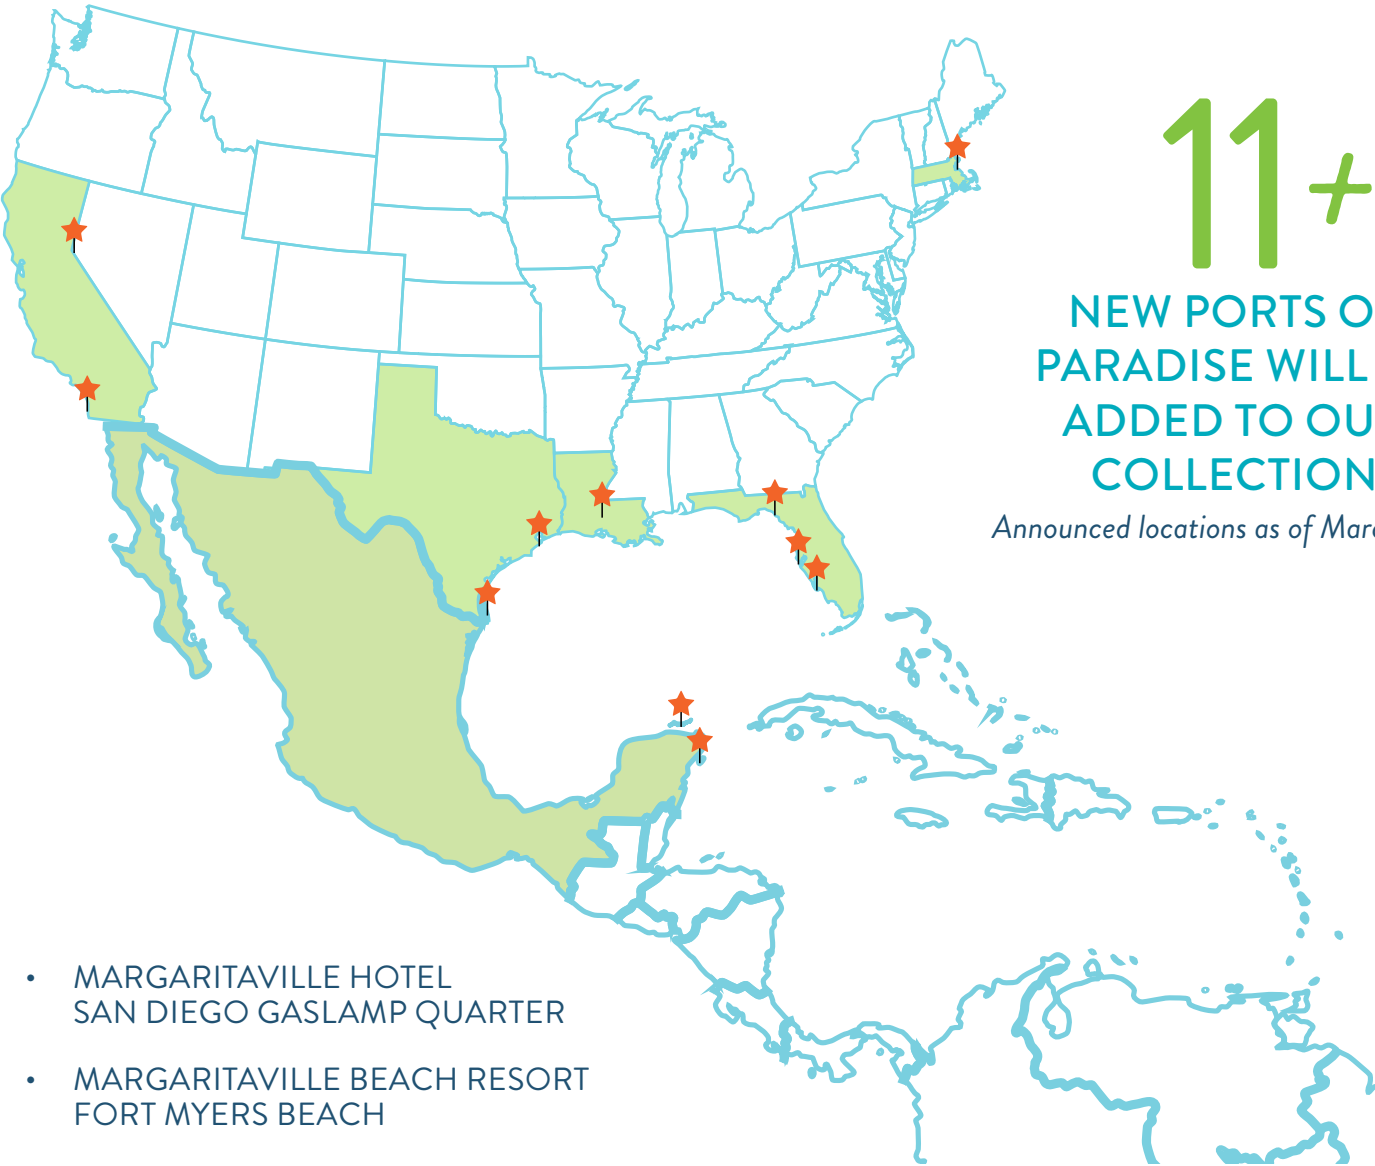 11+
NEW PORTS O
PARADISE WILL
ADDED TO OU
COLLECTION
Announced locations as of Marc
• MARGARITAVILLE HOTEL
SAN DIEGO GASLAMP QUARTER
• MARGARITAVILLE BEACH RESORT
FORT MYERS BEACH